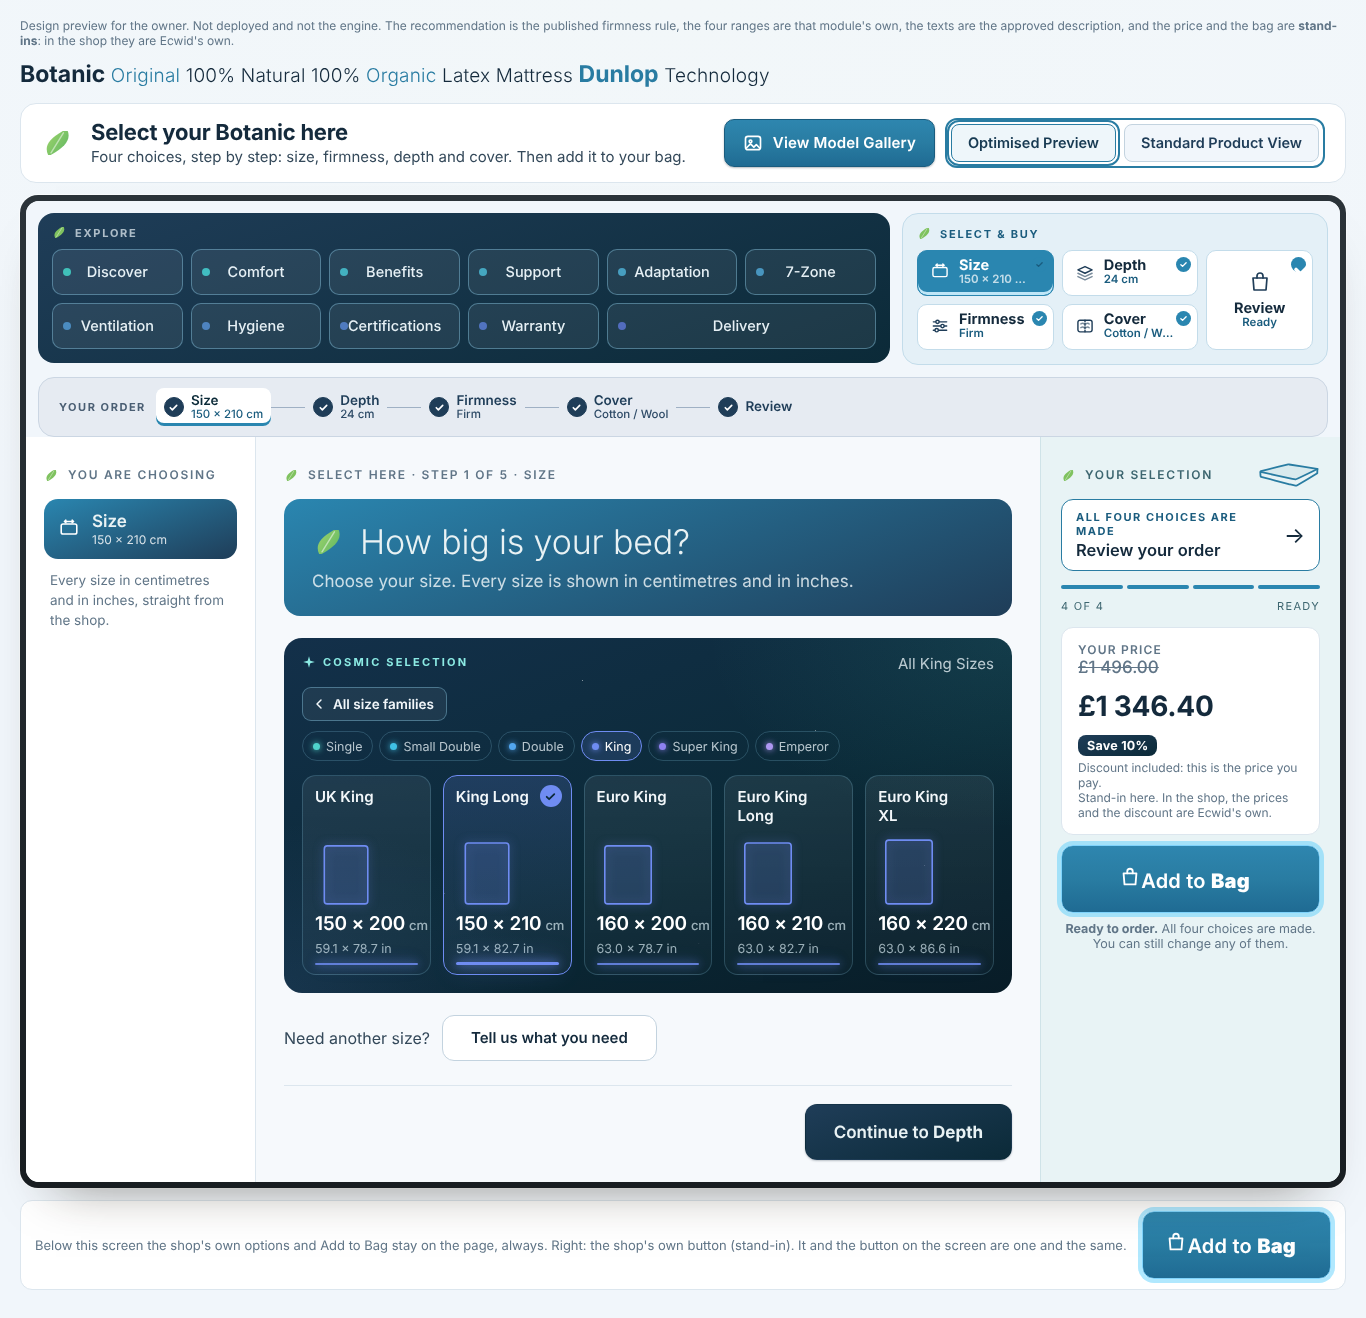 Design preview for the owner. Not deployed and not the engine. The recommendation is the published firmness rule, the four ranges are that module's own, the texts are the approved description, and the price and the bag are stand-
ins: in the shop they are Ecwid's own.
Botanic Original 100% Natural 100% Organic Latex Mattress Dunlop Technology
Select your Botanic here
Four choices, step by step: size, firmness, depth and cover. Then add it to your bag.
View Model Gallery
Optimised Preview
Standard Product View
EXPLORE
Discover
Comfort
Benefits
Support
Adaptation
7-Zone
Ventilation
Hygiene
Certifications
Warranty
Delivery
SELECT & BUY
Size
150 × 210 ...
Depth
24 cm
Firmness
Firm
Cover
Cotton / W...
Review
Ready
YOUR ORDER
Size
150 × 210 cm
Depth
24 cm
Firmness
Firm
Cover
Cotton / Wool
Review
YOU ARE CHOOSING
Size
150 × 210 cm
Every size in centimetres
and in inches, straight from
the shop.
SELECT HERE · STEP 1 OF 5 · SIZE
How big is your bed?
Choose your size. Every size is shown in centimetres and in inches.
COSMIC SELECTION
All King Sizes
All size families
Single
Small Double
Double
King
Super King
Emperor
UK King
150 × 200 cm
59.1 × 78.7 in
King Long
150 × 210 cm
59.1 × 82.7 in
Euro King
160 × 200 cm
63.0 × 78.7 in
Euro King
Long
160 × 210 cm
63.0 × 82.7 in
Euro King
XL
160 × 220 cm
63.0 × 86.6 in
Need another size?
Tell us what you need
Continue to Depth
YOUR SELECTION
ALL FOUR CHOICES ARE
MADE
Review your order
4 OF 4
READY
YOUR PRICE
£1 496.00
£1 346.40
Save 10%
Discount included: this is the price you
pay.
Stand-in here. In the shop, the prices
and the discount are Ecwid's own.
Add to Bag
Ready to order. All four choices are made.
You can still change any of them.
Below this screen the shop's own options and Add to Bag stay on the page, always. Right: the shop's own button (stand-in). It and the button on the screen are one and the same.
Add to Bag